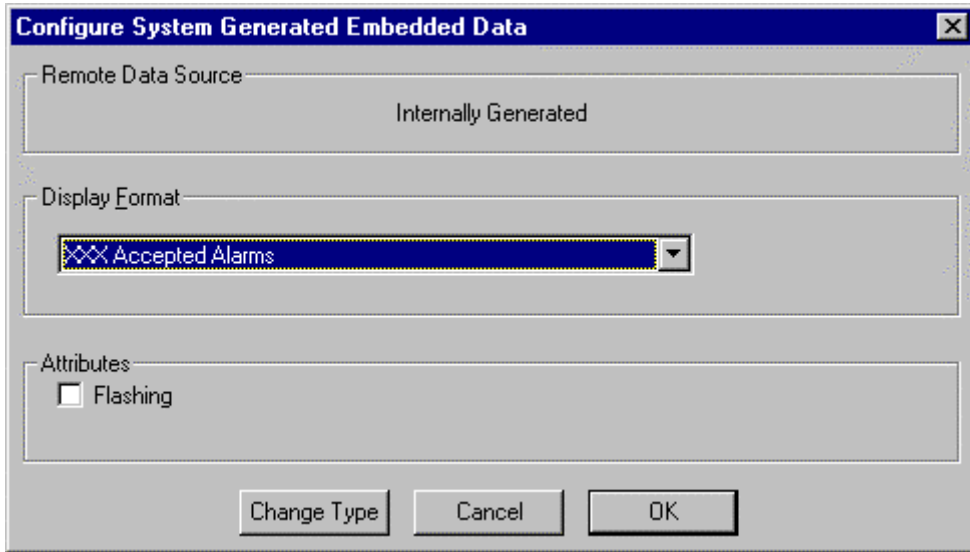 Configure System Generated Embedded Data
Remote Data Source
Internally Generated
Display Format
XXX Accepted Alarms
Attributes
Flashing
Change Type Cancel OK